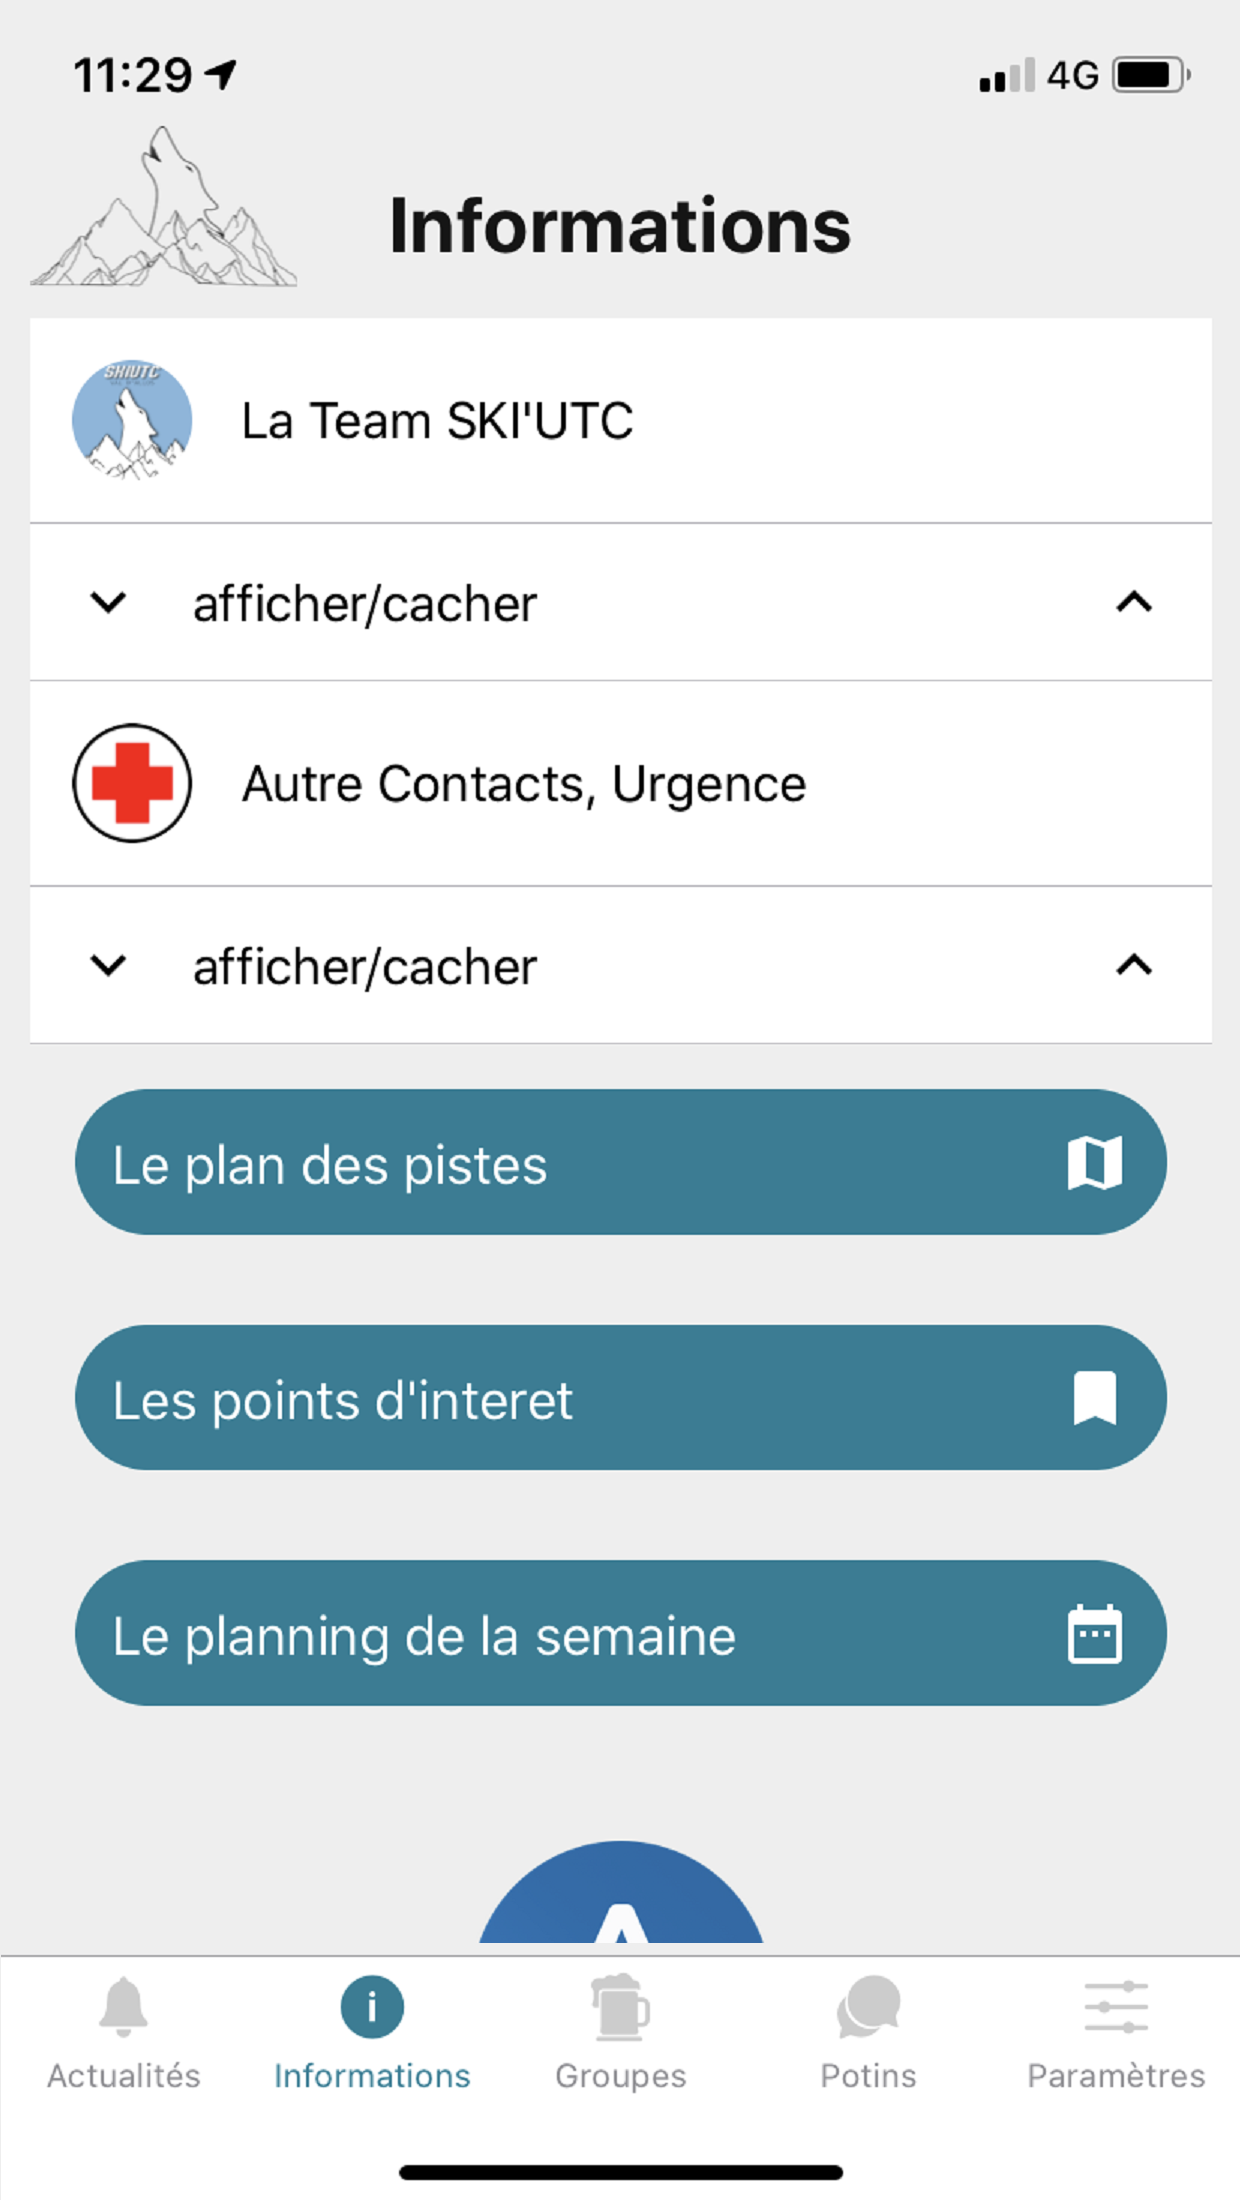 11:29
4G
Informations
SKIUTC
La Team SKI'UTC
afficher/cacher
Autre Contacts, Urgence
afficher/cacher
Le plan des pistes
Les points d'interet
Le planning de la semaine
Actualités
Informations
Groupes
Potins
Paramètres